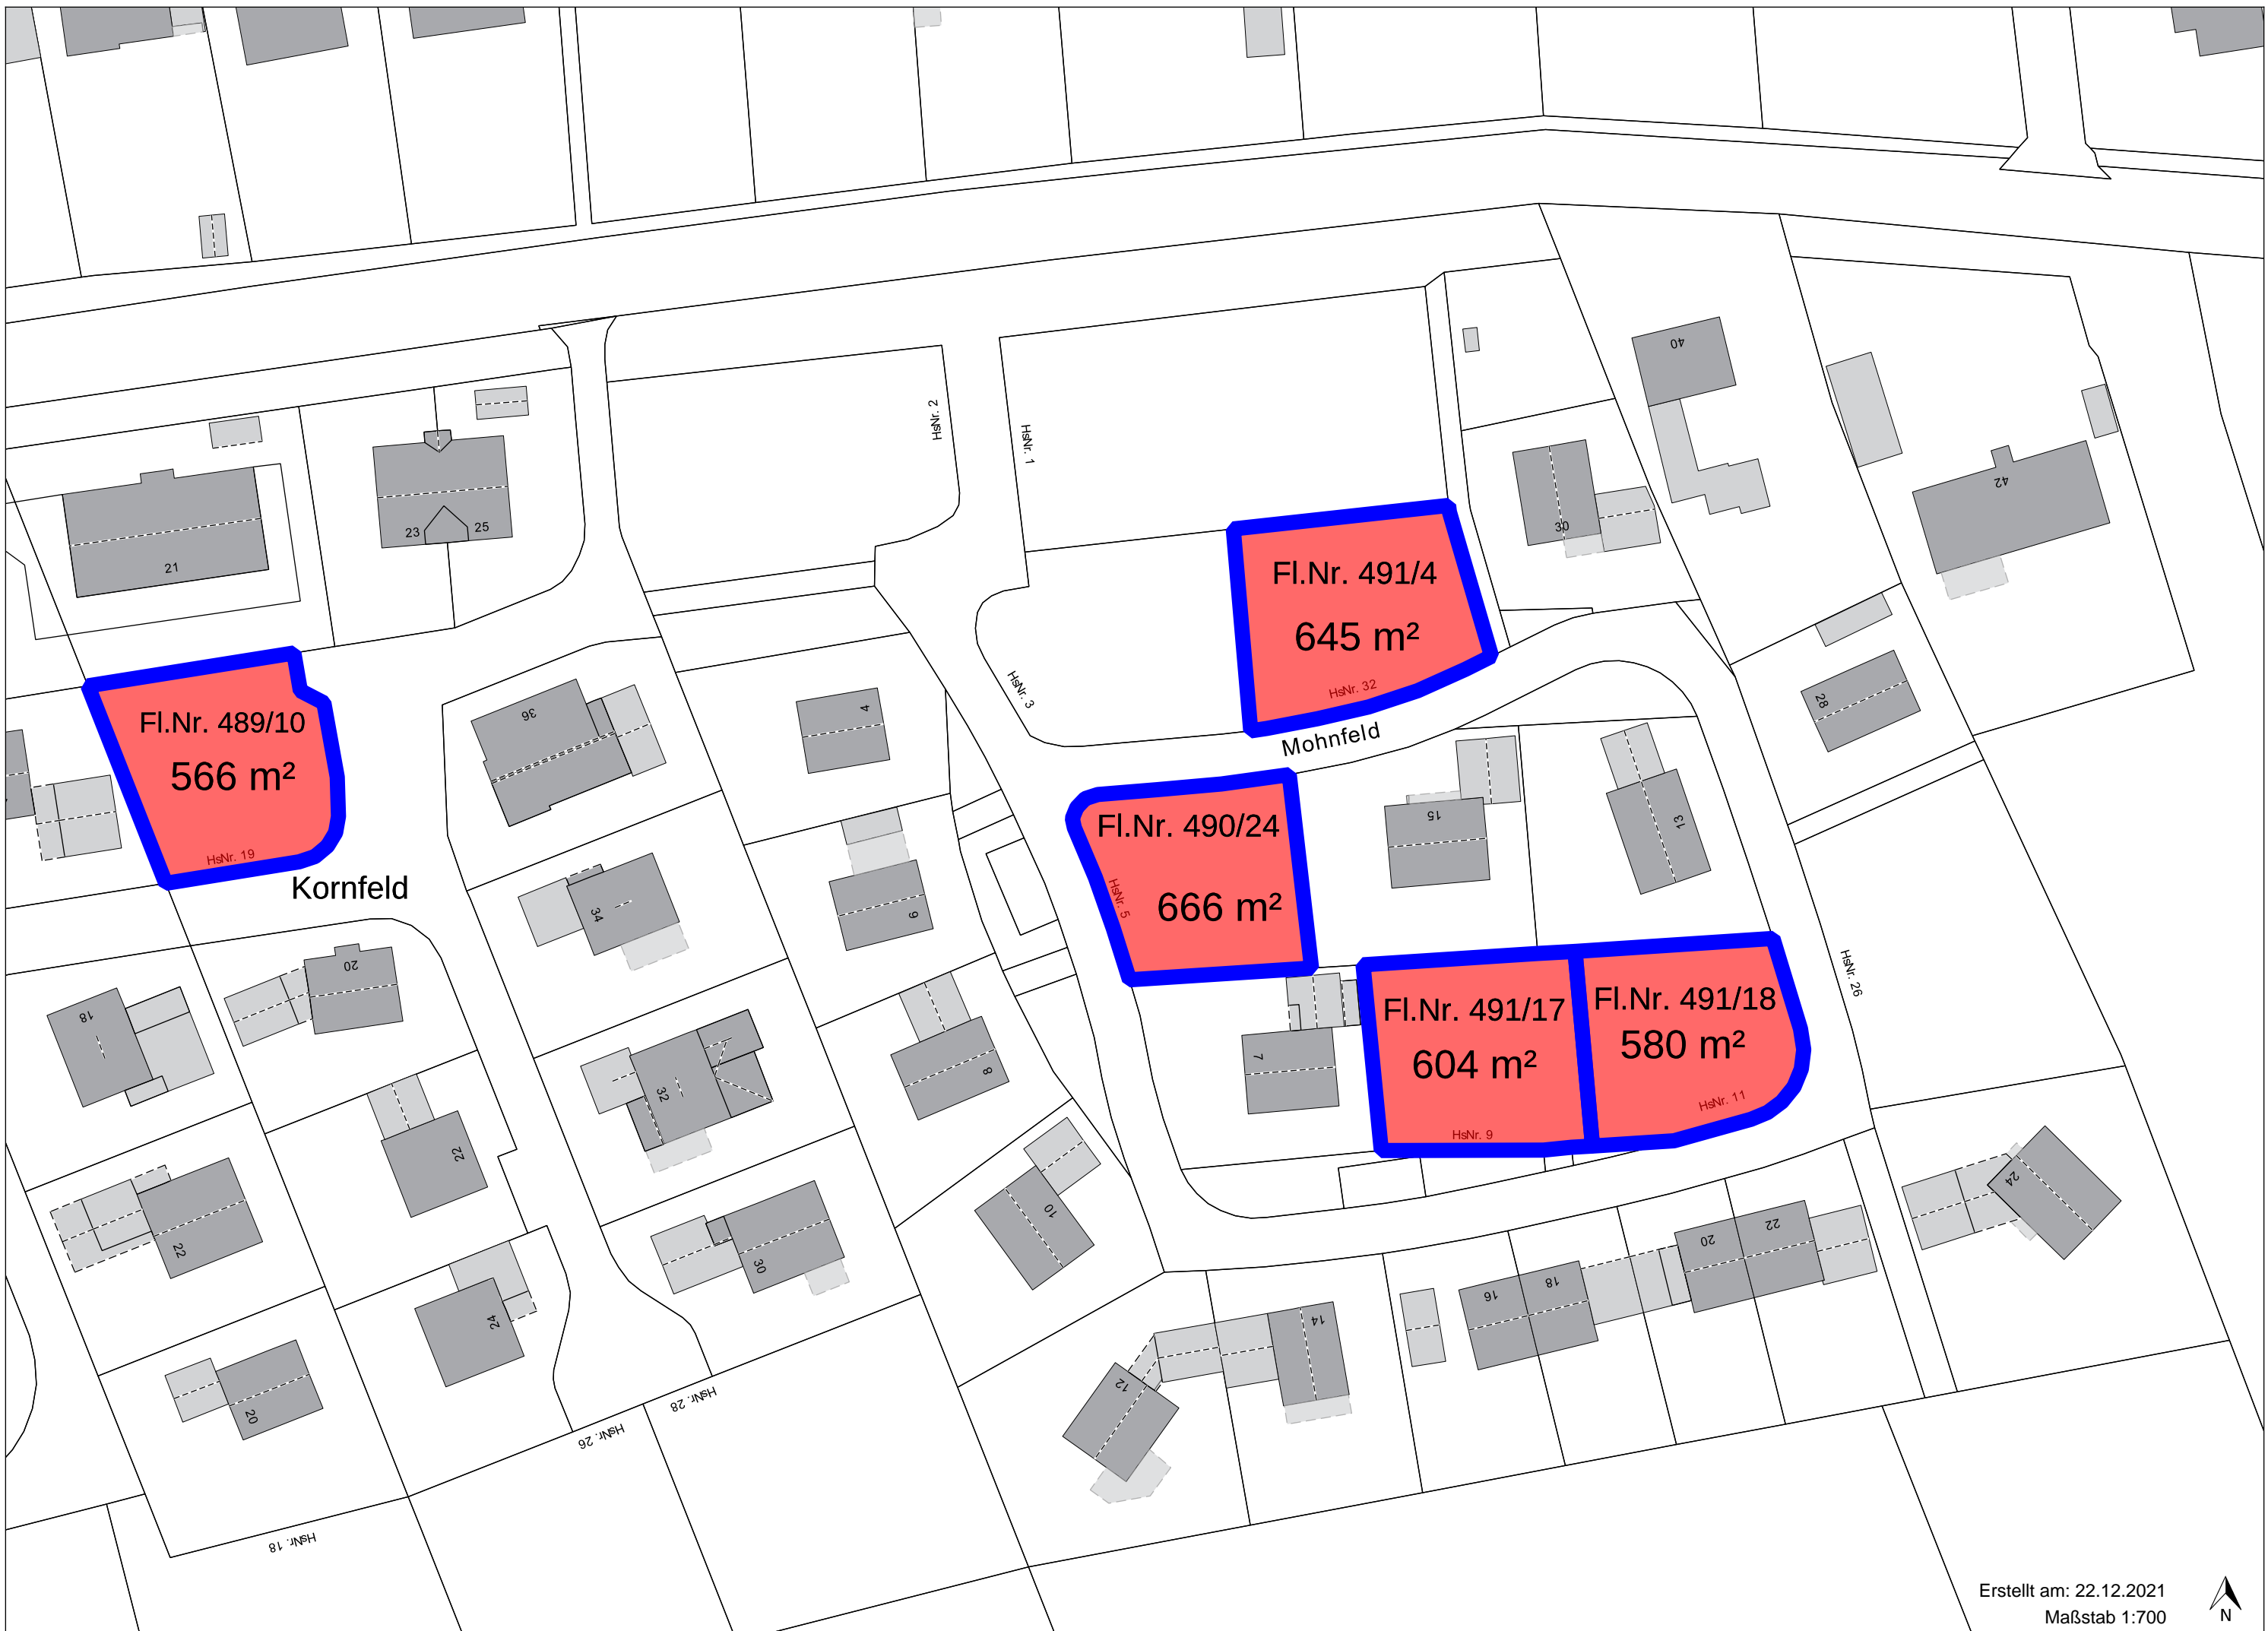 40
HsNr. 2
HsNr. 1
42
23
25
30
21
Fl.Nr. 491/4
645 m²
HsNr. 32
HsNr. 3
28
36
4
Mohnfeld
Fl.Nr. 489/10
566 m²
HsNr. 19
Kornfeld
Fl.Nr. 490/24
666 m²
HsNr. 5
15
13
34
6
20
18
HsNr. 26
Fl.Nr. 491/17
604 m²
HsNr. 9
Fl.Nr. 491/18
580 m²
HsNr. 11
7
32
8
22
22
10
24
30
20
22
16
18
24
14
12
20
HsNr. 28
HsNr. 26
HsNr. 18
Erstellt am: 22.12.2021
Maßstab 1:700
N